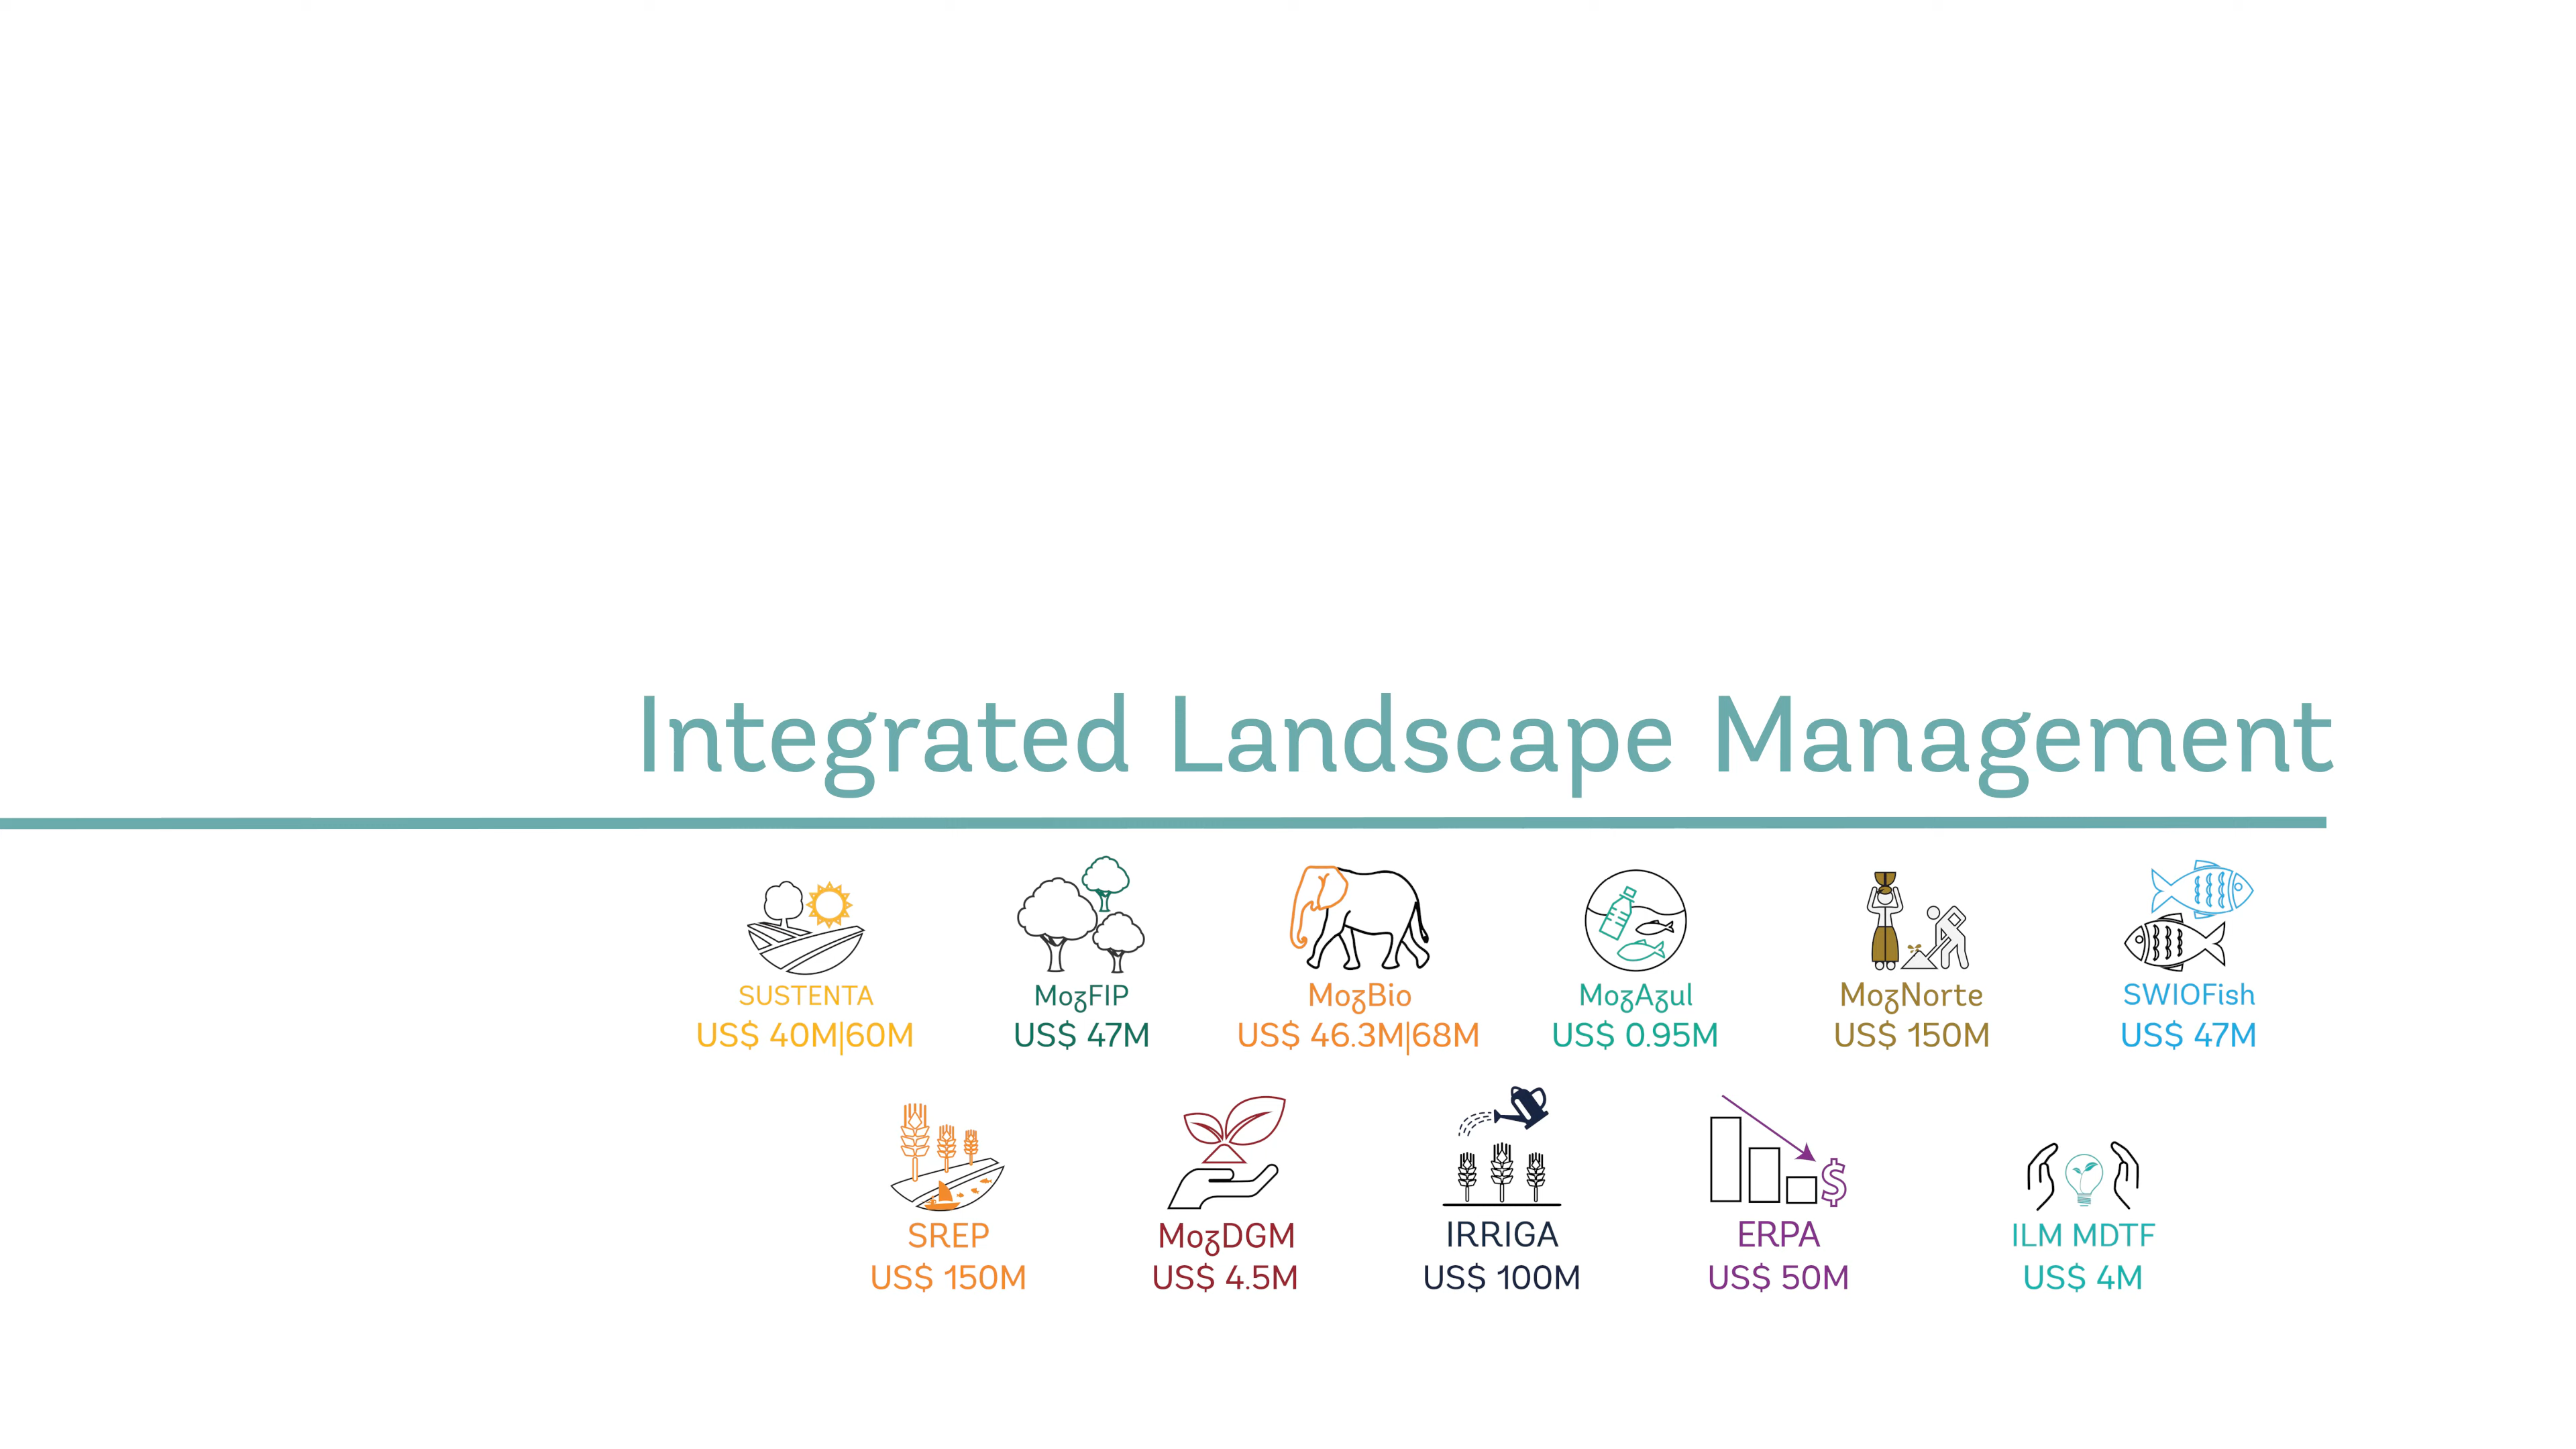 Integrated Landscape Management
SUSTENTA
US$ 40M|60M
MozFIP
US$ 47M
MozBio
US$ 46.3M|68M
MozAzul
US$ 0.95M
MozNorte
US$ 150M
SWIOFish
US$ 47M
SREP
US$ 150M
MozDGM
US$ 4.5M
IRRIGA
US$ 100M
$
ERPA
US$ 50M
ILM MDTF
US$ 4M